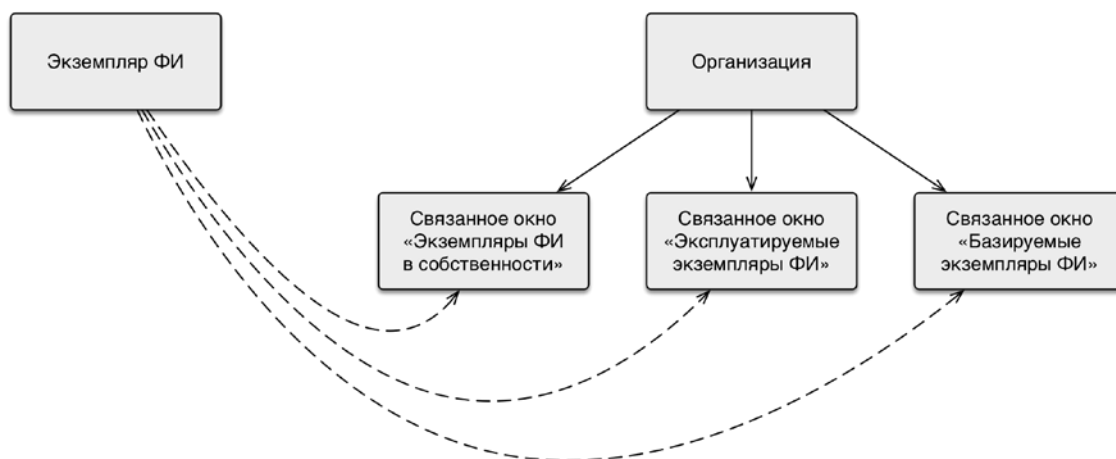 Экземпляр ФИ
Организация
Связанное окно
«Экземпляры ФИ
в собственности»
Связанное окно
«Эксплуатируемые
экземпляры ФИ»
Связанное окно
«Базируемые
экземпляры ФИ»